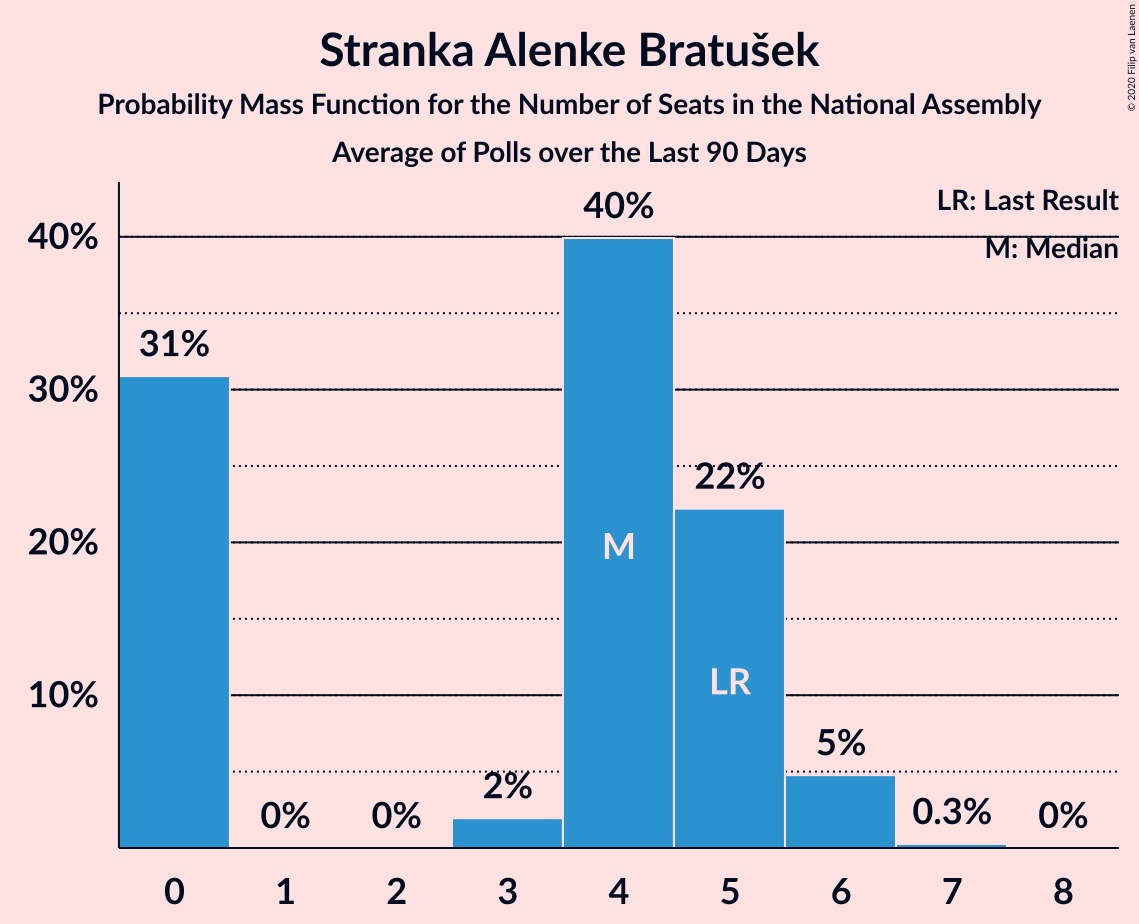 Stranka Alenke Bratušek
Probability Mass Function for the Number of Seats in the National Assembly
Average of Polls over the Last 90 Days
© 2020 Filip van Laenen
LR: Last Result
M: Median
40%
30%
20%
10%
31%
0%
0%
2%
40%
22%
5%
0.3%
0%
M
LR
0 1 2 3 4 5 6 7 8